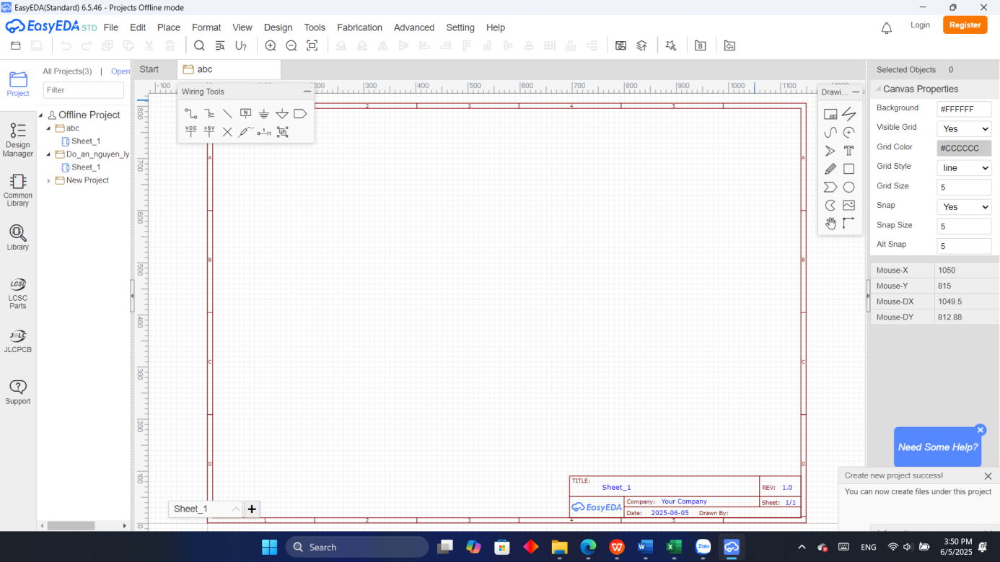 EasyEDA(Standard) 6.5.46 - Projects Offline mode
EasyEDA STD File Edit Place Format View Design Tools Fabrication Advanced Setting Help Login Register
Project
Design Manager
Common Library
Library
LCSC
LCSC Parts
J@LC
JLCPCB
Support
All Projects(3) | Open
Filter
Offline Project
abc
Sheet_1
Do_an_nguyen_ly
Sheet_1
New Project
Start abc
-100 400 500 600 700 800 900 1000 1100
800
700
600
500
400
300
200
100
0
Wiring Tools
N
VCC +5V
Drawi...
T
2 3 4 5
A A
B B
C C
D D
1 2 3 4 5
TITLE:
Sheet_1
REV: 1.0
EasyEDA
Company: Your Company
Sheet: 1/1
Date: 2025-06-05 Drawn By:
Sheet_1 +
Selected Objects 0
Canvas Properties
Background #FFFFFF
Visible Grid Yes
Grid Color #CCCCCC
Grid Style line
Grid Size 5
Snap Yes
Snap Size 5
Alt Snap 5
Mouse-X 1050
Mouse-Y 815
Mouse-DX 1049.5
Mouse-DY 812.88
Need Some Help?
Create new project success!
You can now create files under this project
Search
Zalo
ENG
3:50 PM
6/5/2025